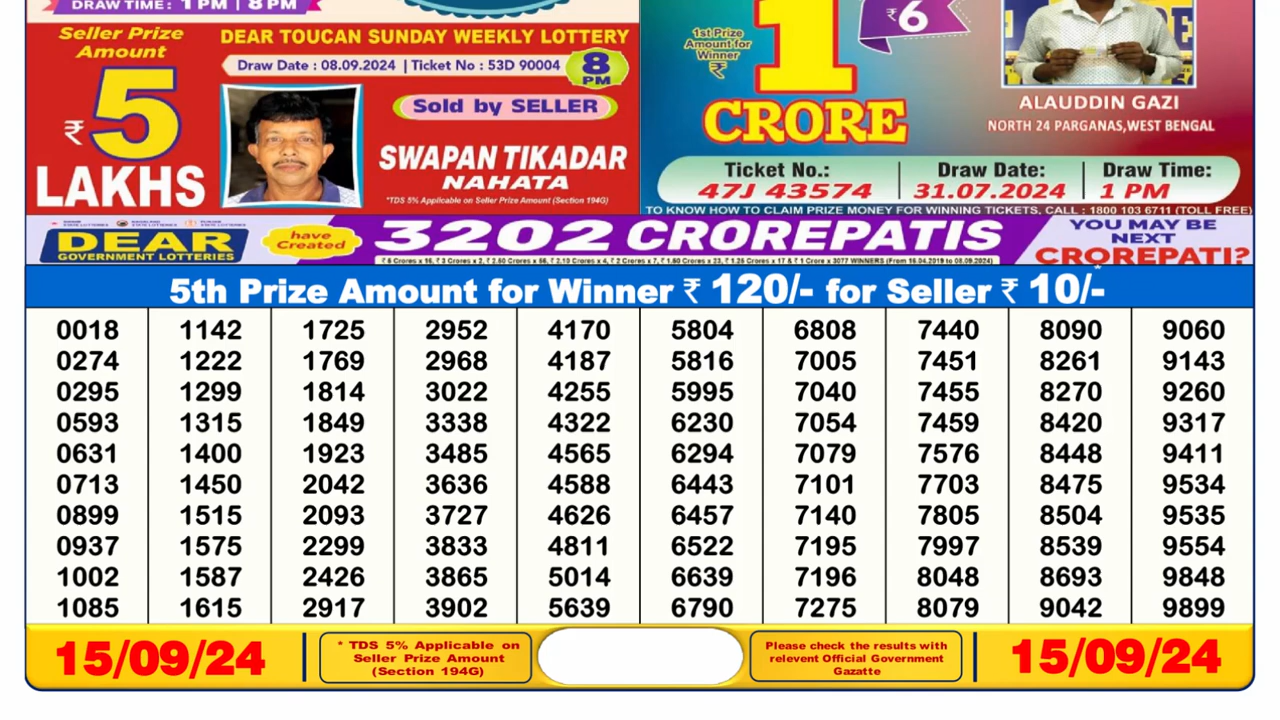 DRAW TIME : 1 PM | 8 PM
Seller Prize
Amount
₹ 5
LAKHS
DEAR TOUCAN SUNDAY WEEKLY LOTTERY
Draw Date : 08.09.2024 | Ticket No : 53D 90004
8
PM
Sold by SELLER
SWAPAN TIKADAR
NAHATA
*TDS 5% Applicable on Seller Prize Amount (Section 194G)
1st Prize
Amount for
Winner
₹
1
CRORE
₹6
ALAUDDIN GAZI
NORTH 24 PARGANAS,WEST BENGAL
Ticket No.: Draw Date: Draw Time:
47J 43574 31.07.2024 1 PM
TO KNOW HOW TO CLAIM PRIZE MONEY FOR WINNING TICKETS, CALL : 1800 103 6711 (TOLL FREE)
DEAR
GOVERNMENT LOTTERIES
have
Created
3202 CROREPATIS
YOU MAY BE
NEXT
CROREPATI?
5th Prize Amount for Winner ₹ 120/- for Seller ₹ 10/-*
0018 1142 1725 2952 4170 5804 6808 7440 8090 9060
0274 1222 1769 2968 4187 5816 7005 7451 8261 9143
0295 1299 1814 3022 4255 5995 7040 7455 8270 9260
0593 1315 1849 3338 4322 6230 7054 7459 8420 9317
0631 1400 1923 3485 4565 6294 7079 7576 8448 9411
0713 1450 2042 3636 4588 6443 7101 7703 8475 9534
0899 1515 2093 3727 4626 6457 7140 7805 8504 9535
0937 1575 2299 3833 4811 6522 7195 7997 8539 9554
1002 1587 2426 3865 5014 6639 7196 8048 8693 9848
1085 1615 2917 3902 5639 6790 7275 8079 9042 9899
15/09/24
* TDS 5% Applicable on
Seller Prize Amount
(Section 194G)
Please check the results with
relevent Official Government
Gazatte
15/09/24